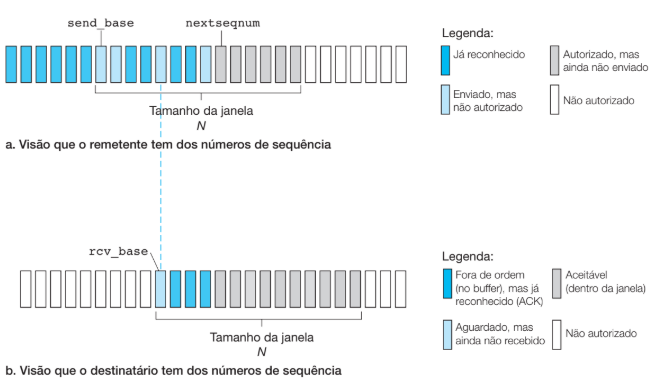 send_base nextseqnum
Tamanho da janela
N
a. Visão que o remetente tem dos números de sequência
Legenda:
Já reconhecido
Autorizado, mas
ainda não enviado
Enviado, mas
não autorizado
Não autorizado
rcv_base
Tamanho da janela
N
b. Visão que o destinatário tem dos números de sequência
Legenda:
Fora de ordem
(no buffer), mas já
reconhecido (ACK)
Aceitável
(dentro da janela)
Aguardado, mas
ainda não recebido
Não autorizado